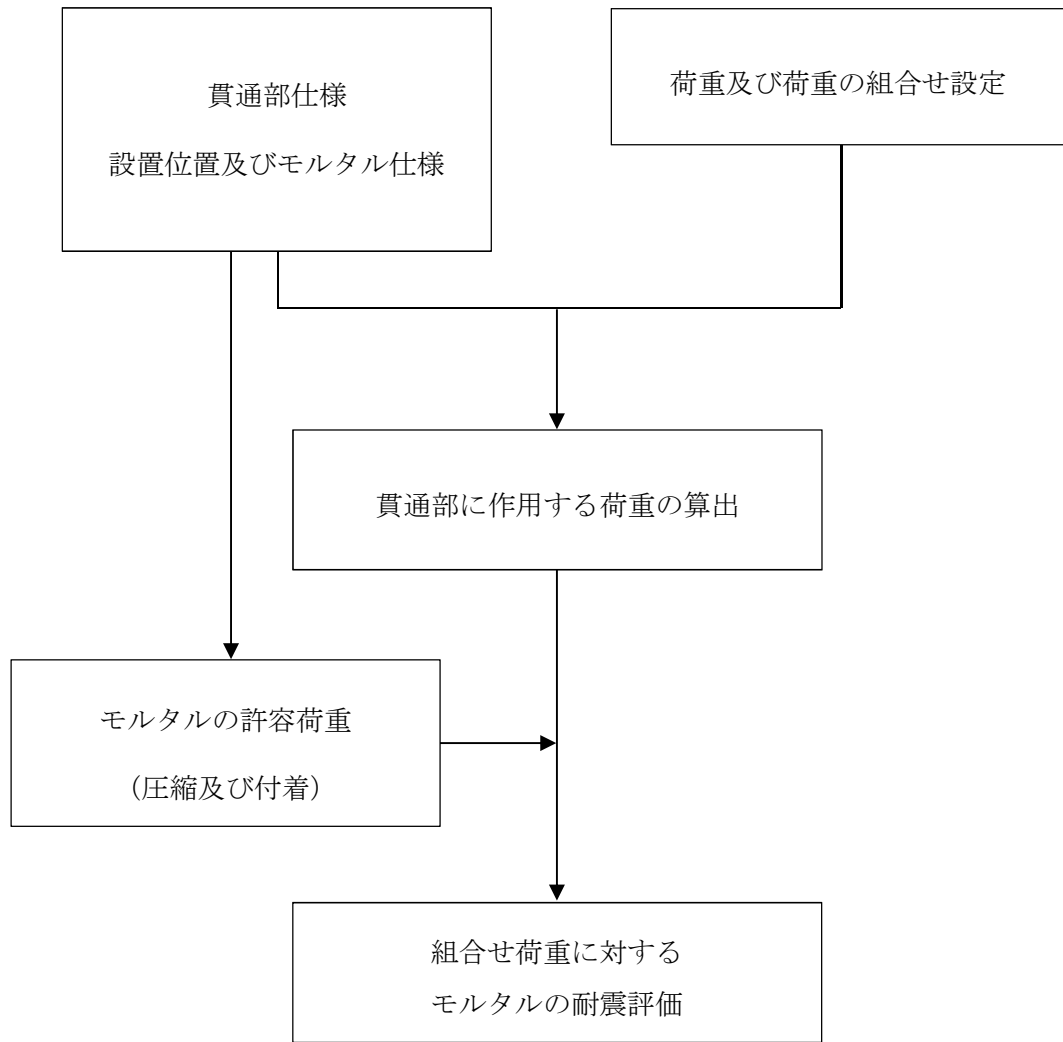 貫通部仕様
設置位置及びモルタル仕様
荷重及び荷重の組合せ設定
貫通部に作用する荷重の算出
モルタルの許容荷重
（圧縮及び付着）
組合せ荷重に対する
モルタルの耐震評価